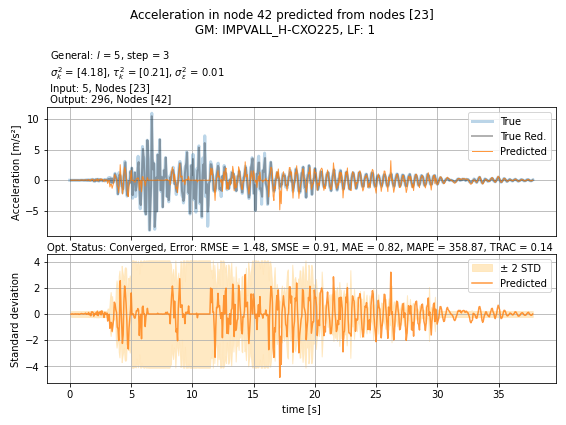 Acceleration in node 42 predicted from nodes [23]
GM: IMPVALL_H-CXO225, LF: 1
General: l = 5, step = 3
σ²ₖ = [4.18], τ²ₖ = [0.21], σ²ε = 0.01
Input: 5, Nodes [23]
Output: 296, Nodes [42]
Acceleration [m/s²]
10
5
0
−5
True
True Red.
Predicted
Opt. Status: Converged, Error: RMSE = 1.48, SMSE = 0.91, MAE = 0.82, MAPE = 358.87, TRAC = 0.14
Standard deviation
4
2
0
−2
−4
± 2 STD
Predicted
0 5 10 15 20 25 30 35
time [s]